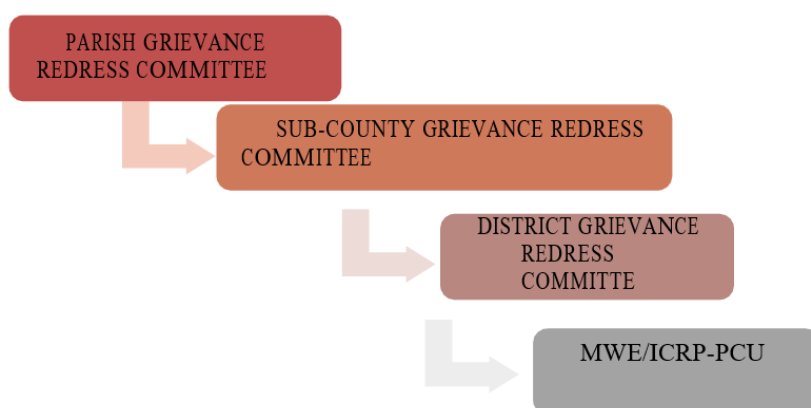 PARISH GRIEVANCE
REDRESS COMMITTEE
SUB-COUNTY GRIEVANCE REDRESS
COMMITTEE
DISTRICT GRIEVANCE
REDRESS
COMMITTE
MWE/ICRP-PCU